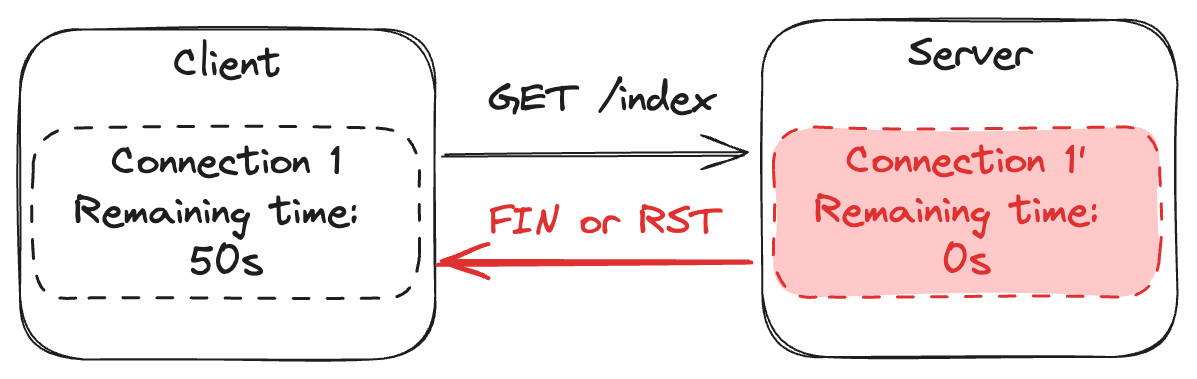 Client
Connection 1
Remaining time:
50s
GET /index
FIN or RST
Server
Connection 1'
Remaining time:
0s